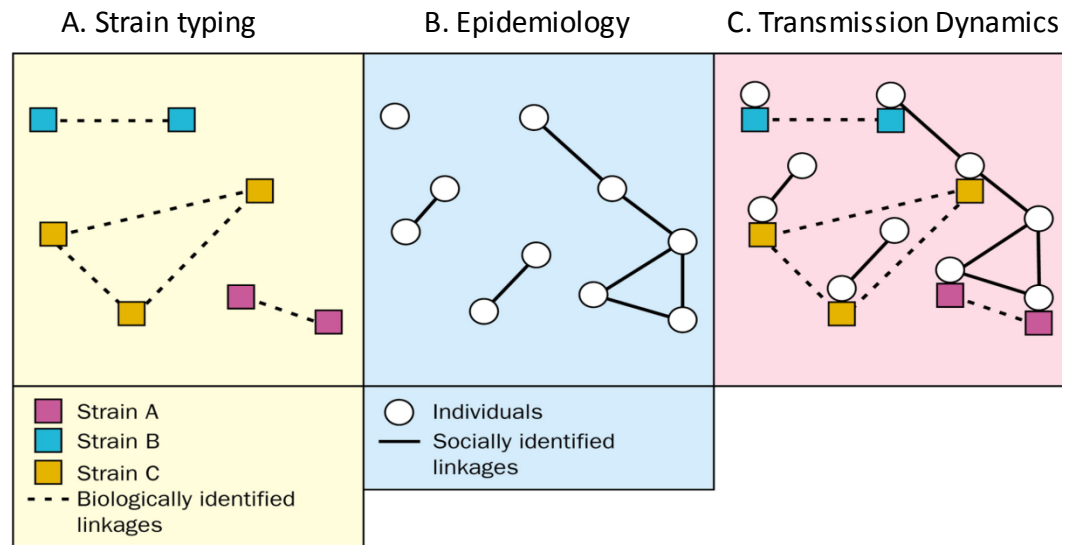 A. Strain typing
B. Epidemiology
C. Transmission Dynamics
Strain A
Strain B
Strain C
Biologically identified
linkages
Individuals
Socially identified
linkages